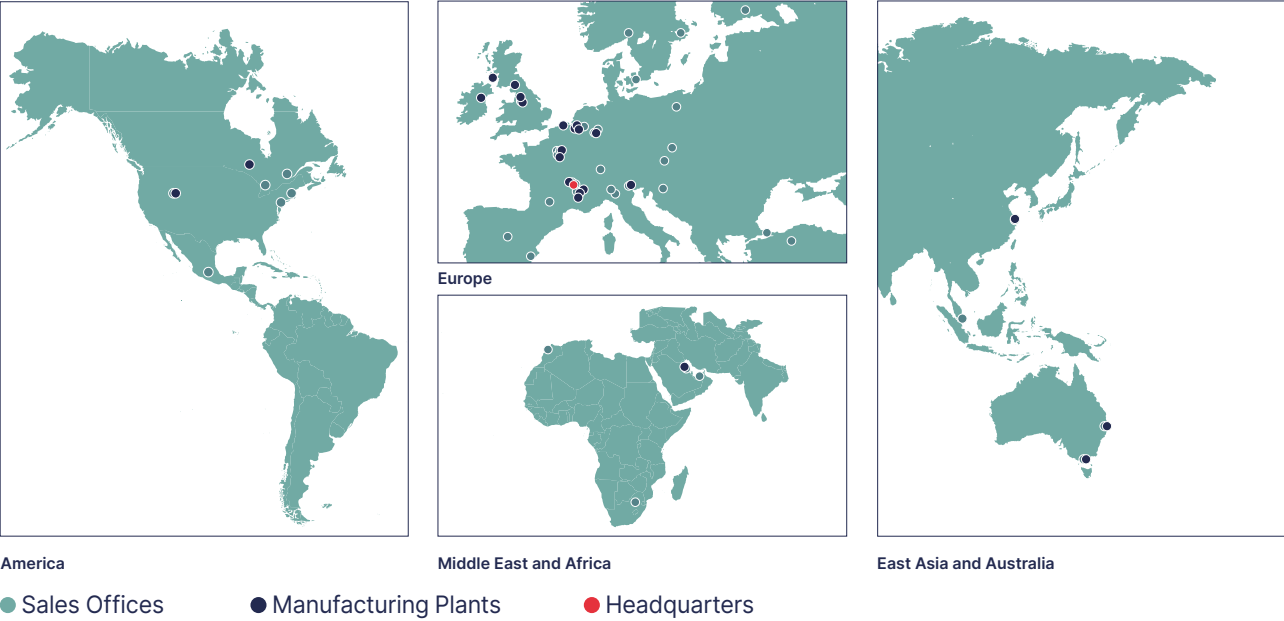 Europe
America
Middle East and Africa
East Asia and Australia
Sales Offices
Manufacturing Plants
Headquarters